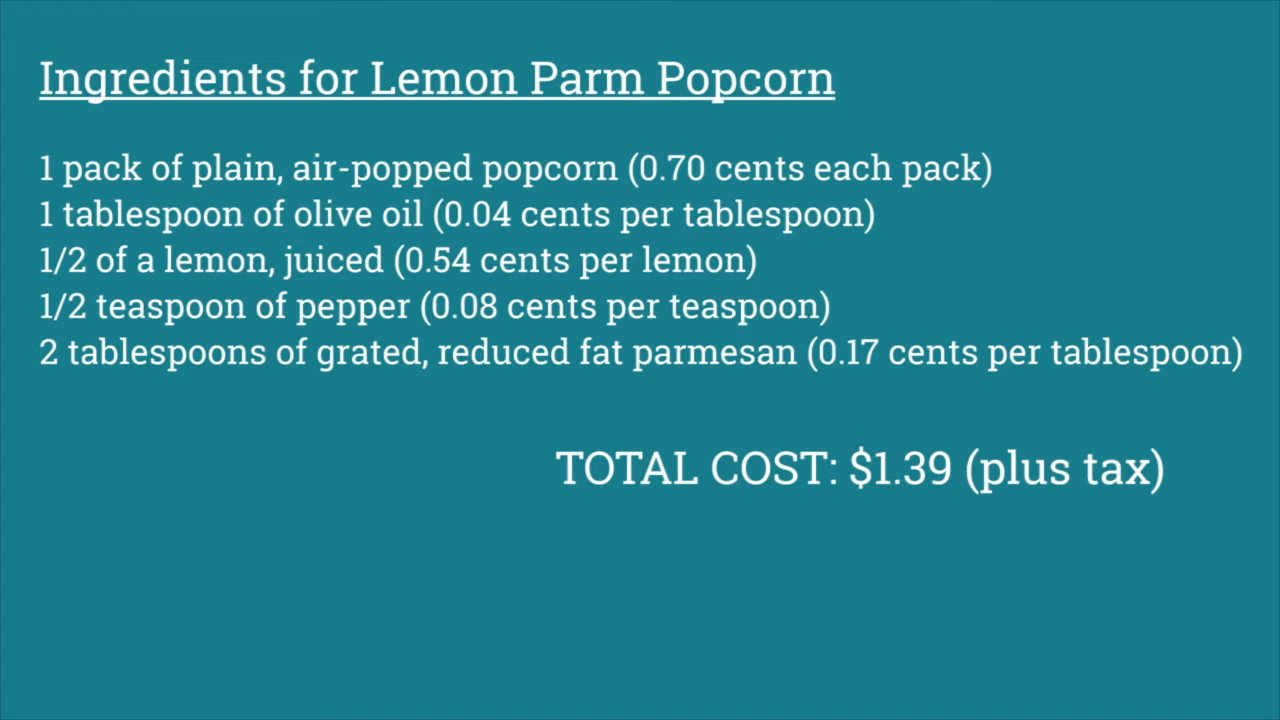 Ingredients for Lemon Parm Popcorn
1 pack of plain, air-popped popcorn (0.70 cents each pack)
1 tablespoon of olive oil (0.04 cents per tablespoon)
1/2 of a lemon, juiced (0.54 cents per lemon)
1/2 teaspoon of pepper (0.08 cents per teaspoon)
2 tablespoons of grated, reduced fat parmesan (0.17 cents per tablespoon)
TOTAL COST: $1.39 (plus tax)